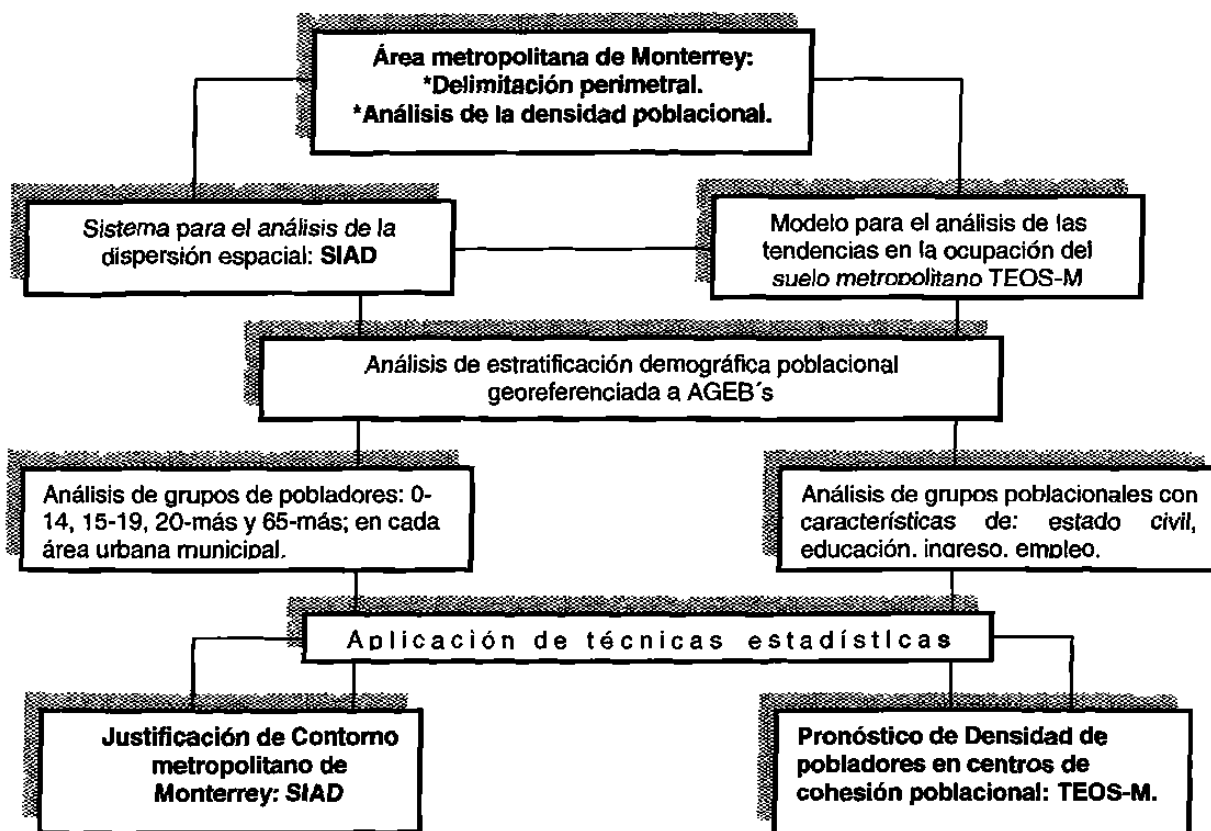 Área metropolitana de Monterrey:
*Delimitación perimetral.
*Análisis de la densidad poblacional.
Sistema para el análisis de la
dispersión espacial: SIAD
Modelo para el análisis de las
tendencias en la ocupación del
suelo metropolitano TEOS-M
Análisis de estratificación demográfica poblacional
georeferenciada a AGEB´s
Análisis de grupos de pobladores: 0-
14, 15-19, 20-más y 65-más; en cada
área urbana municipal.
Análisis de grupos poblacionales con
características de: estado civil,
educación, ingreso, empleo.
Aplicación de técnicas estadísticas
Justificación de Contorno
metropolitano de
Monterrey: SIAD
Pronóstico de Densidad de
pobladores en centros de
cohesión poblacional: TEOS-M.